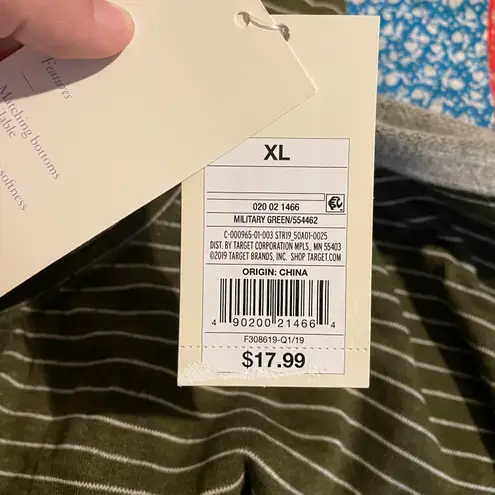 Features
Matching bottoms
softness
XL
020 02 1466
MILITARY GREEN/554462
C-000965-01-003 STR19_50A01-0025
DIST. BY TARGET CORPORATION MPLS, MN 55403
©2019 TARGET BRANDS, INC. SHOP TARGET.COM
ORIGIN: CHINA
4 90200 21466 4
F308619-Q1/19
$17.99